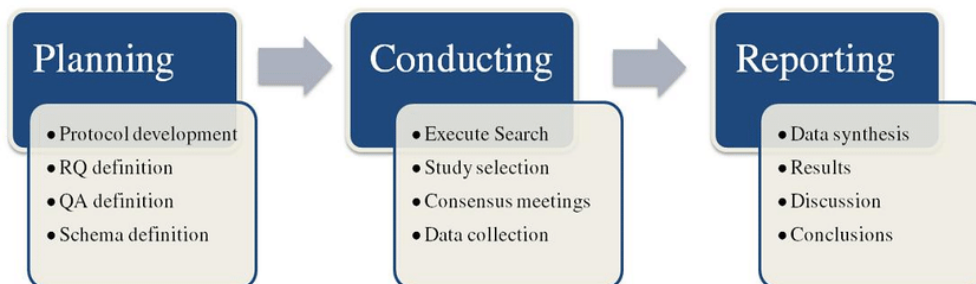 Planning
• Protocol development
• RQ definition
• QA definition
• Schema definition
Conducting
• Execute Search
• Study selection
• Consensus meetings
• Data collection
Reporting
• Data synthesis
• Results
• Discussion
• Conclusions